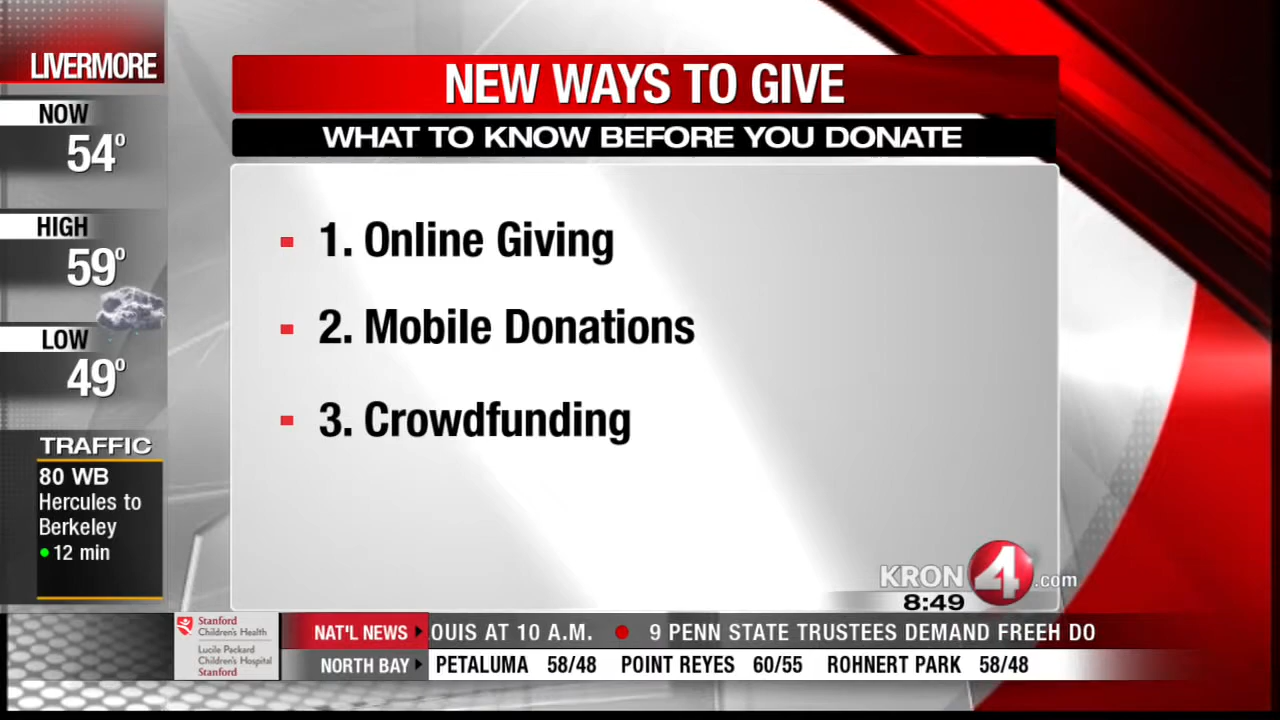 LIVERMORE
NOW
54°
HIGH
59°
LOW
49°
TRAFFIC
80 WB
Hercules to
Berkeley
12 min
NEW WAYS TO GIVE
WHAT TO KNOW BEFORE YOU DONATE
1. Online Giving
2. Mobile Donations
3. Crowdfunding
KRON 4.com
8:49
Stanford
Children's Health
Lucile Packard
Children's Hospital
Stanford
NAT'L NEWS OUIS AT 10 A.M. 9 PENN STATE TRUSTEES DEMAND FREEH DO
NORTH BAY PETALUMA 58/48 POINT REYES 60/55 ROHNERT PARK 58/48